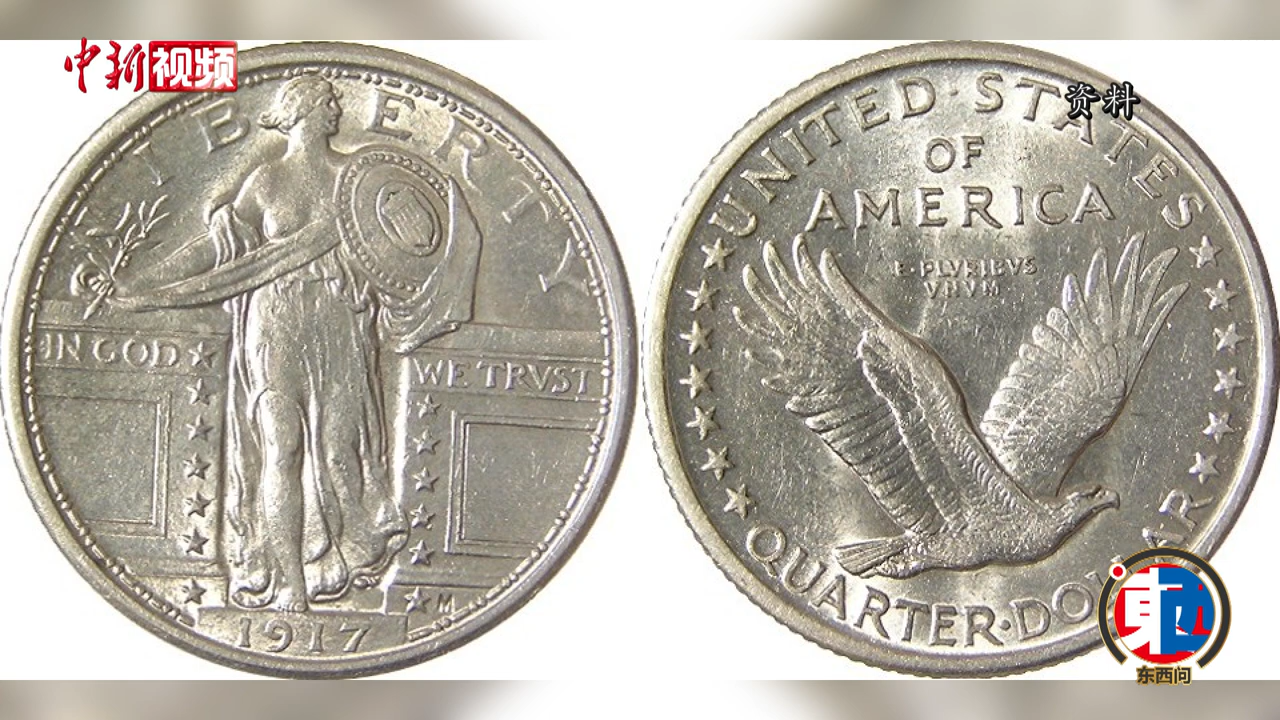 中新视频
资料
LIBERTY
IN GOD WE TRVST
M
1917
UNITED·STATES
OF
AMERICA
E·PLVRIBVS
VNVM
QUARTER·DOLLAR
东
东西问